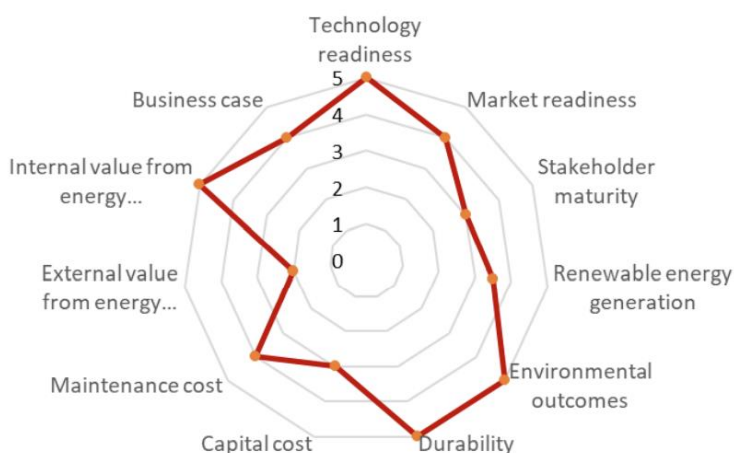 Technology
readiness
Market readiness
Stakeholder
maturity
Renewable energy
generation
Environmental
outcomes
Durability
Capital cost
Maintenance cost
External value
from energy...
Internal value from
energy...
Business case
5
4
3
2
1
0